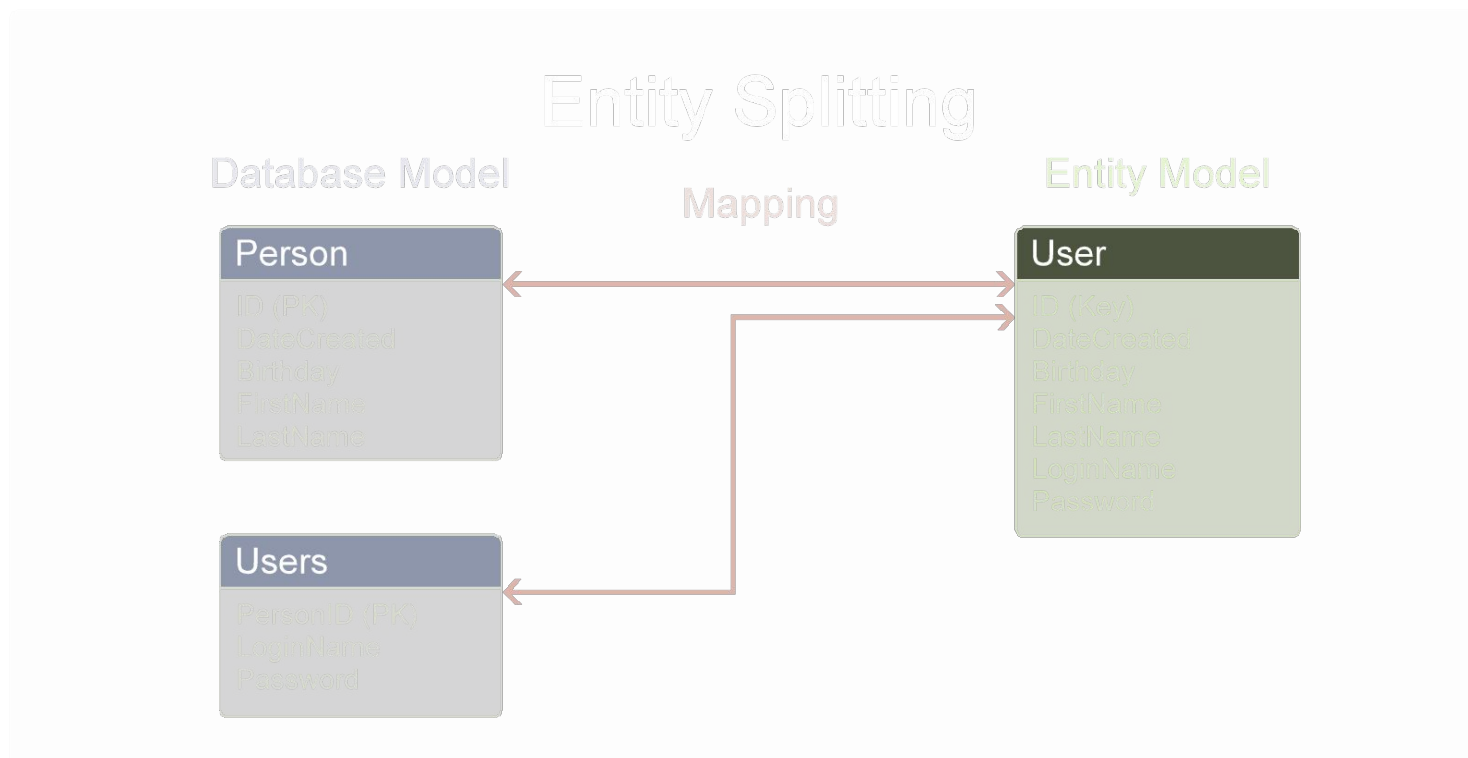 Entity Splitting
Database Model
Mapping
Entity Model
Person
ID (PK)
DateCreated
Birthday
FirstName
LastName
Users
PersonID (PK)
LoginName
Password
User
ID (Key)
DateCreated
Birthday
FirstName
LastName
LoginName
Password